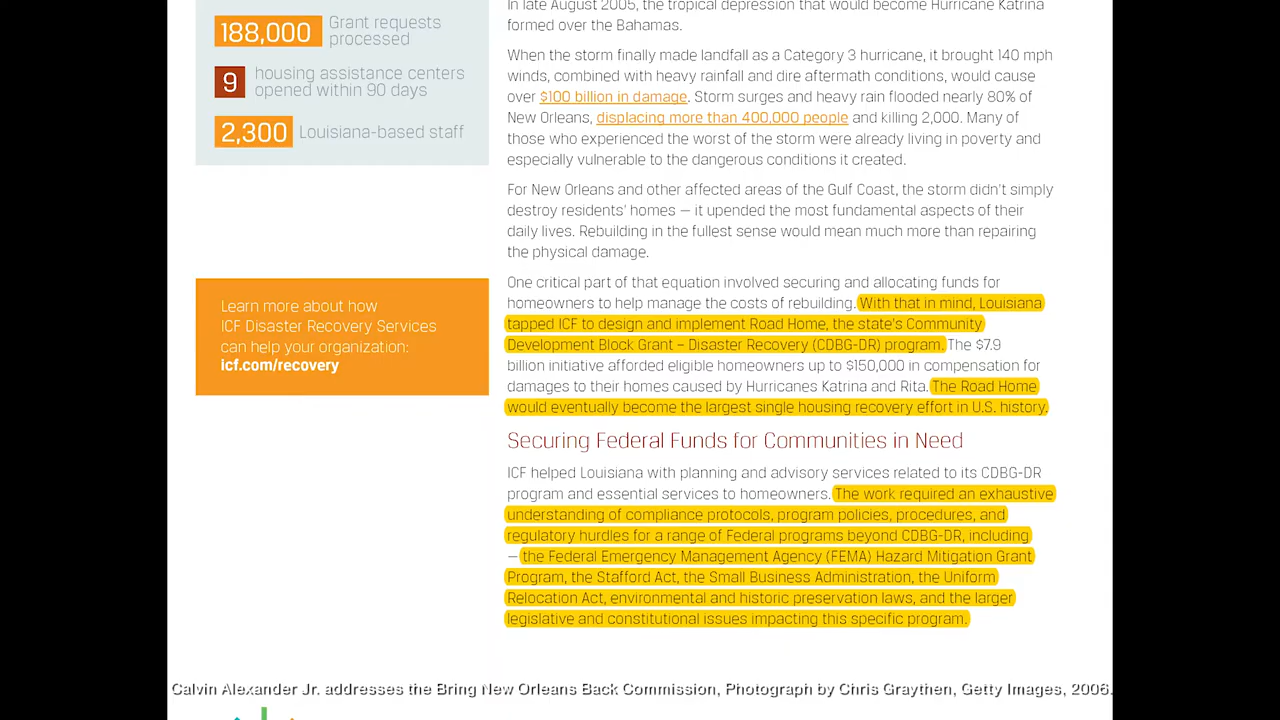 188,000 Grant requests
processed
9 housing assistance centers
opened within 90 days
2,300 Louisiana-based staff
Learn more about how
ICF Disaster Recovery Services
can help your organization:
icf.com/recovery
In late August 2005, the tropical depression that would become Hurricane Katrina
formed over the Bahamas.
When the storm finally made landfall as a Category 3 hurricane, it brought 140 mph
winds, combined with heavy rainfall and dire aftermath conditions, would cause
over $100 billion in damage. Storm surges and heavy rain flooded nearly 80% of
New Orleans, displacing more than 400,000 people and killing 2,000. Many of
those who experienced the worst of the storm were already living in poverty and
especially vulnerable to the dangerous conditions it created.
For New Orleans and other affected areas of the Gulf Coast, the storm didn't simply
destroy residents' homes — it upended the most fundamental aspects of their
daily lives. Rebuilding in the fullest sense would mean much more than repairing
the physical damage.
One critical part of that equation involved securing and allocating funds for
homeowners to help manage the costs of rebuilding. With that in mind, Louisiana
tapped ICF to design and implement Road Home, the state's Community
Development Block Grant – Disaster Recovery (CDBG-DR) program. The $7.9
billion initiative afforded eligible homeowners up to $150,000 in compensation for
damages to their homes caused by Hurricanes Katrina and Rita. The Road Home
would eventually become the largest single housing recovery effort in U.S. history.
Securing Federal Funds for Communities in Need
ICF helped Louisiana with planning and advisory services related to its CDBG-DR
program and essential services to homeowners. The work required an exhaustive
understanding of compliance protocols, program policies, procedures, and
regulatory hurdles for a range of Federal programs beyond CDBG-DR, including
— the Federal Emergency Management Agency (FEMA) Hazard Mitigation Grant
Program, the Stafford Act, the Small Business Administration, the Uniform
Relocation Act, environmental and historic preservation laws, and the larger
legislative and constitutional issues impacting this specific program.
Calvin Alexander Jr. addresses the Bring New Orleans Back Commission, Photograph by Chris Graythen, Getty Images, 2006.